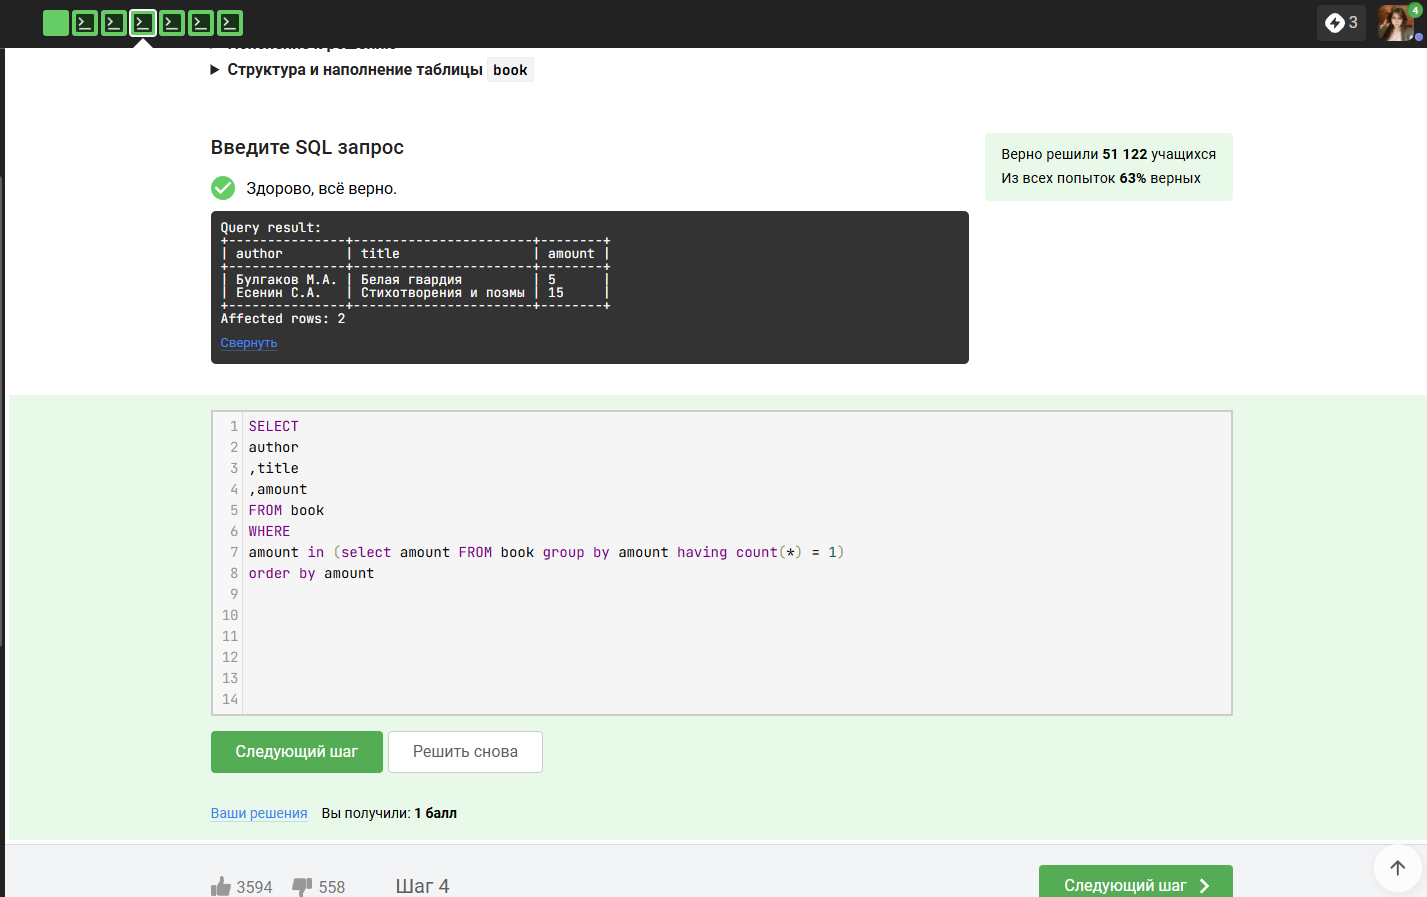 3
4
Структура и наполнение таблицы book
Введите SQL запрос
Верно решили 51 122 учащихся
Из всех попыток 63% верных
Здорово, всё верно.
Query result:
+---------------+-----------------------+--------+
| author        | title                 | amount |
+---------------+-----------------------+--------+
| Булгаков М.А. | Белая гвардия         | 5      |
| Есенин С.А.   | Стихотворения и поэмы | 15     |
+---------------+-----------------------+--------+
Affected rows: 2
Свернуть
1 SELECT
2 author
3 ,title
4 ,amount
5 FROM book
6 WHERE
7 amount in (select amount FROM book group by amount having count(*) = 1)
8 order by amount
9
10
11
12
13
14
Следующий шаг
Решить снова
Ваши решения Вы получили: 1 балл
3594 558 Шаг 4
Следующий шаг